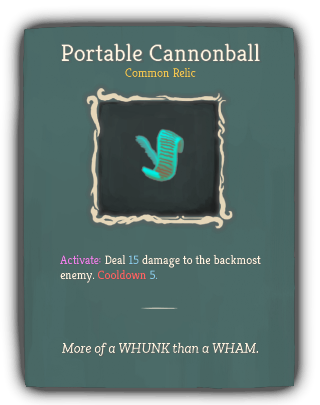 Portable Cannonball
Common Relic
Activate: Deal 15 damage to the backmost
enemy. Cooldown 5.
More of a WHUNK than a WHAM.